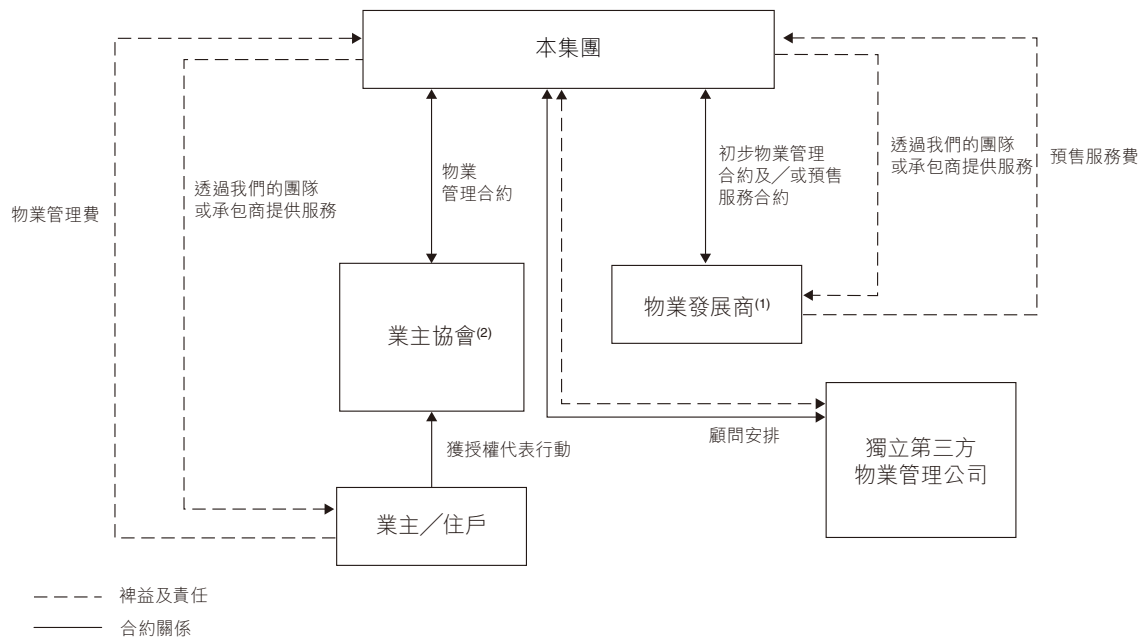 本集團
物業
管理合約
初步物業管理
合約及／或預售
服務合約
透過我們的團隊
或承包商提供服務
預售服務費
透過我們的團隊
或承包商提供服務
物業管理費
物業發展商(1)
業主協會(2)
獨立第三方
物業管理公司
顧問安排
獲授權代表行動
業主／住戶
裨益及責任
合約關係